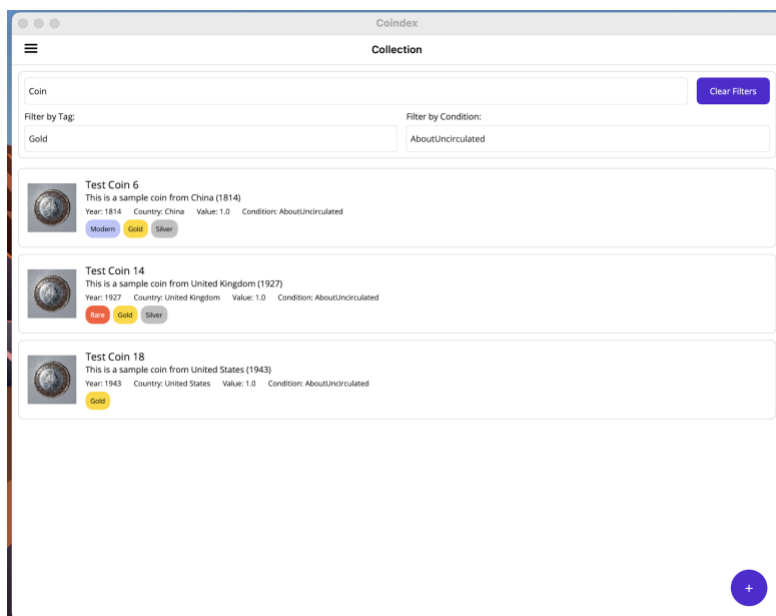 Coindex
Collection
Coin
Clear Filters
Filter by Tag:
Filter by Condition:
Gold
AboutUncirculated
Test Coin 6
This is a sample coin from China (1814)
Year: 1814 Country: China Value: 1.0 Condition: AboutUncirculated
Modern Gold Silver
Test Coin 14
This is a sample coin from United Kingdom (1927)
Year: 1927 Country: United Kingdom Value: 1.0 Condition: AboutUncirculated
Rare Gold Silver
Test Coin 18
This is a sample coin from United States (1943)
Year: 1943 Country: United States Value: 1.0 Condition: AboutUncirculated
Gold
+